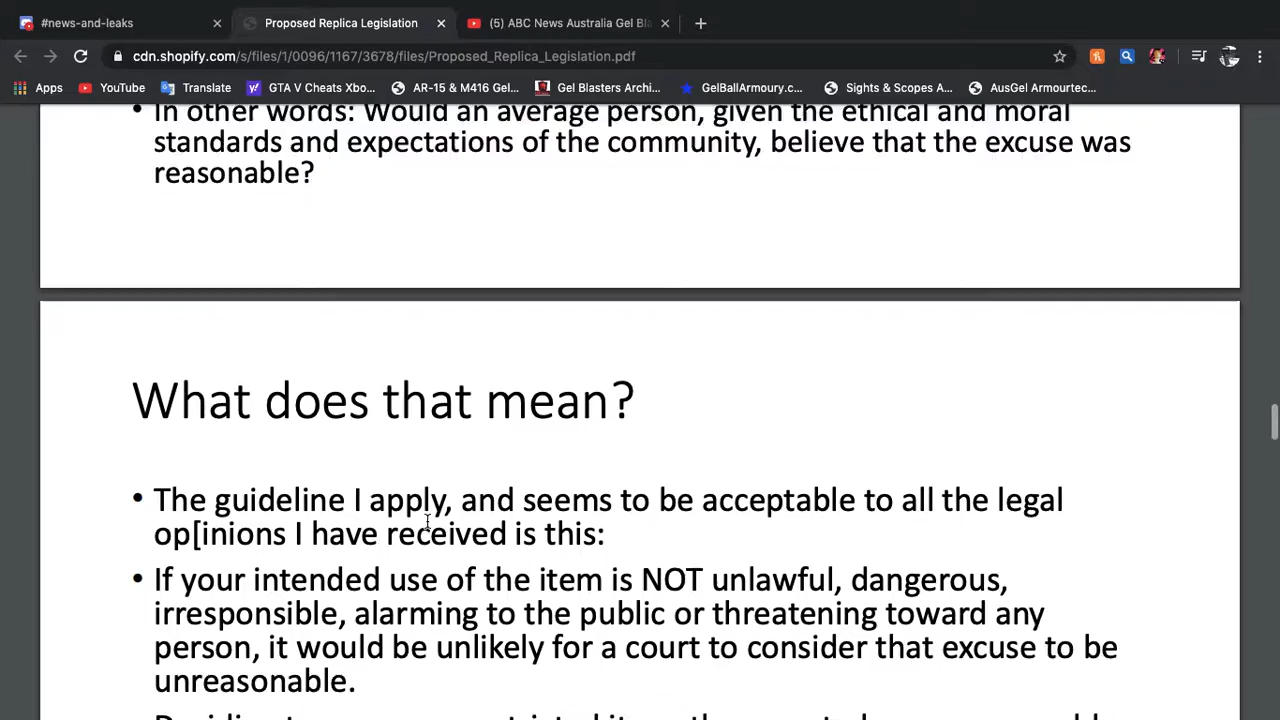 #news-and-leaks
Proposed Replica Legislation
(5) ABC News Australia Gel Bla
cdn.shopify.com/s/files/1/0096/1167/3678/files/Proposed_Replica_Legislation.pdf
Apps
YouTube
Translate
GTA V Cheats Xbo...
AR-15 & M416 Gel...
Gel Blasters Archi...
GelBallArmoury.c...
Sights & Scopes A...
AusGel Armourtec...
• In other words: Would an average person, given the ethical and moral
standards and expectations of the community, believe that the excuse was
reasonable?
What does that mean?
• The guideline I apply, and seems to be acceptable to all the legal
op[inions I have received is this:
• If your intended use of the item is NOT unlawful, dangerous,
irresponsible, alarming to the public or threatening toward any
person, it would be unlikely for a court to consider that excuse to be
unreasonable.